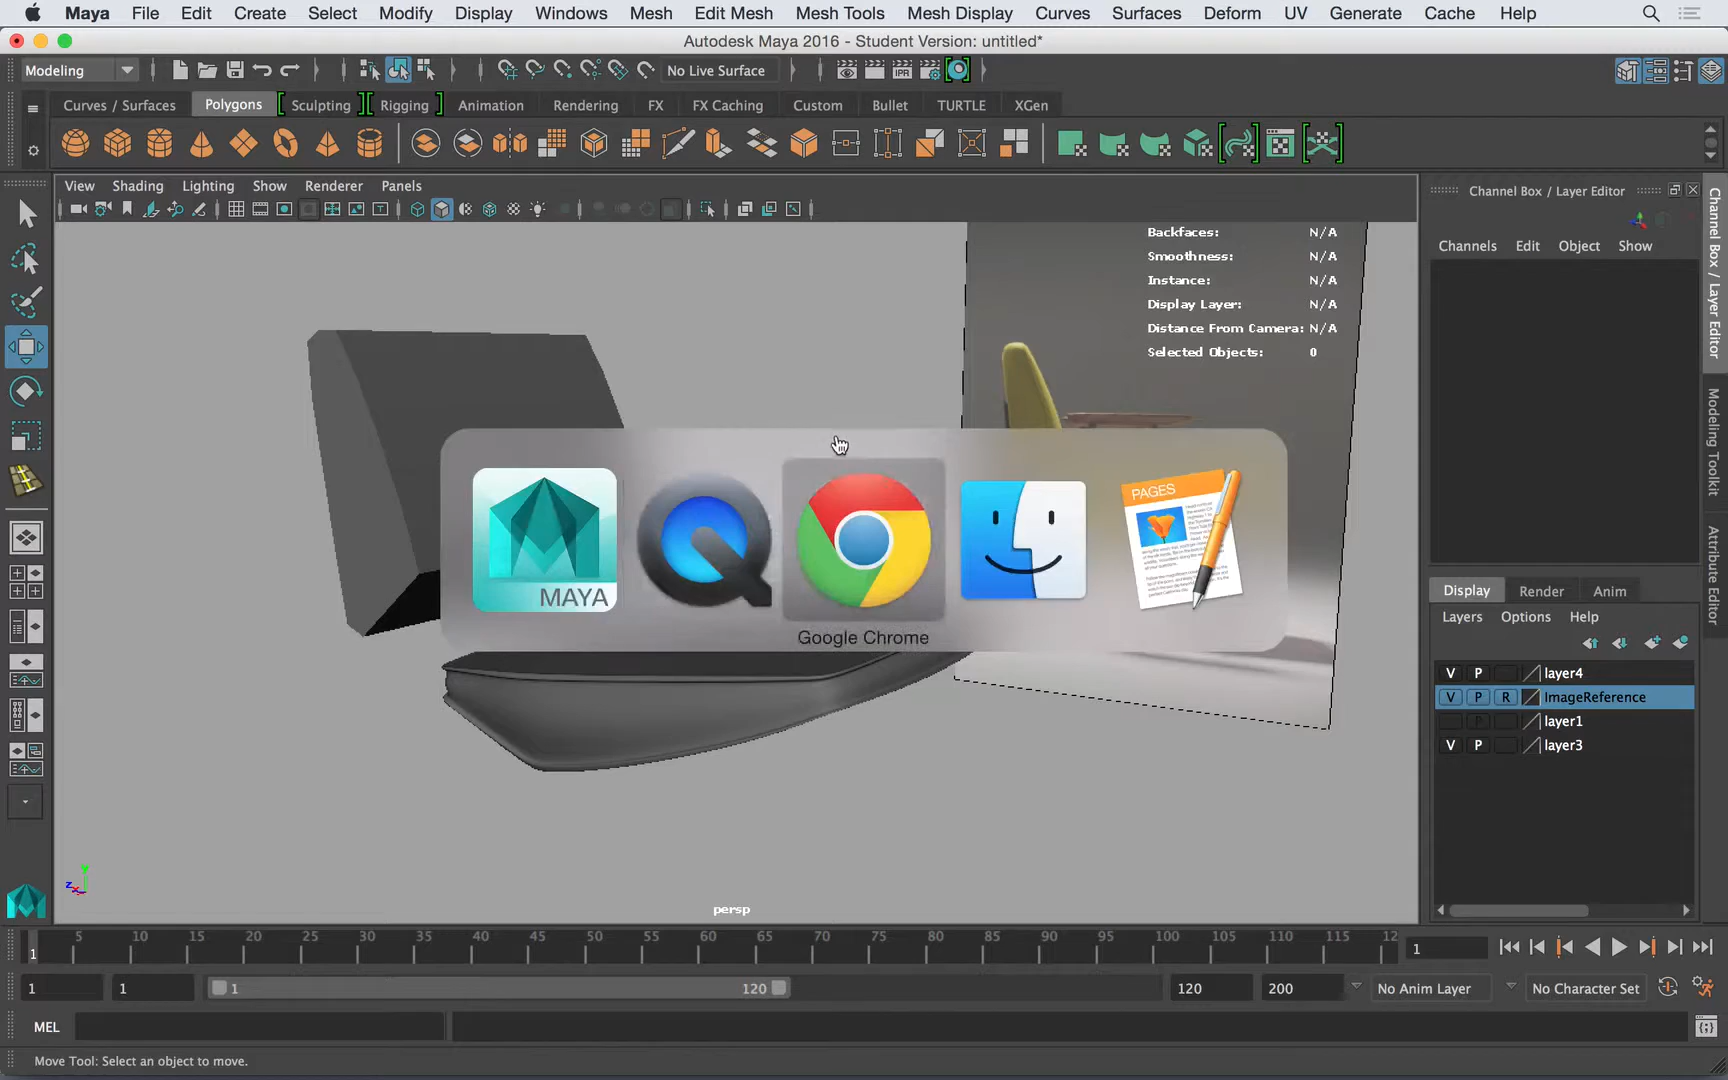 Maya File Edit Create Select Modify Display Windows Mesh Edit Mesh Mesh Tools Mesh Display Curves Surfaces Deform UV Generate Cache Help
Autodesk Maya 2016 - Student Version: untitled*
Modeling No Live Surface IPR
Curves / Surfaces Polygons Sculpting Rigging Animation Rendering FX FX Caching Custom Bullet TURTLE XGen
View Shading Lighting Show Renderer Panels
Channel Box / Layer Editor
Channels Edit Object Show
Backfaces: N/A
Smoothness: N/A
Instance: N/A
Display Layer: N/A
Distance From Camera: N/A
Selected Objects: 0
Channel Box / Layer Editor
Modeling Toolkit
Attribute Editor
MAYA
PAGES
Google Chrome
Display Render Anim
Layers Options Help
V P layer4
V P R ImageReference
P layer1
V P layer3
y
z x
persp
1 5 10 15 20 25 30 35 40 45 50 55 60 65 70 75 80 85 90 95 100 105 110 115 12
1
1 1 1 120 120 200 No Anim Layer No Character Set
MEL
Move Tool: Select an object to move.